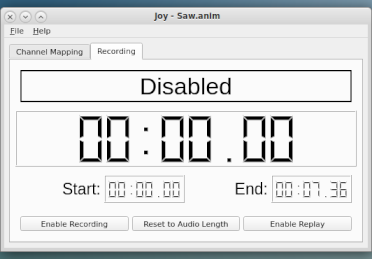 Joy - Saw.anim
File Help
Channel Mapping Recording
Disabled
00:00.00
Start: 00:00.00 End: 00:07.36
Enable Recording Reset to Audio Length Enable Replay